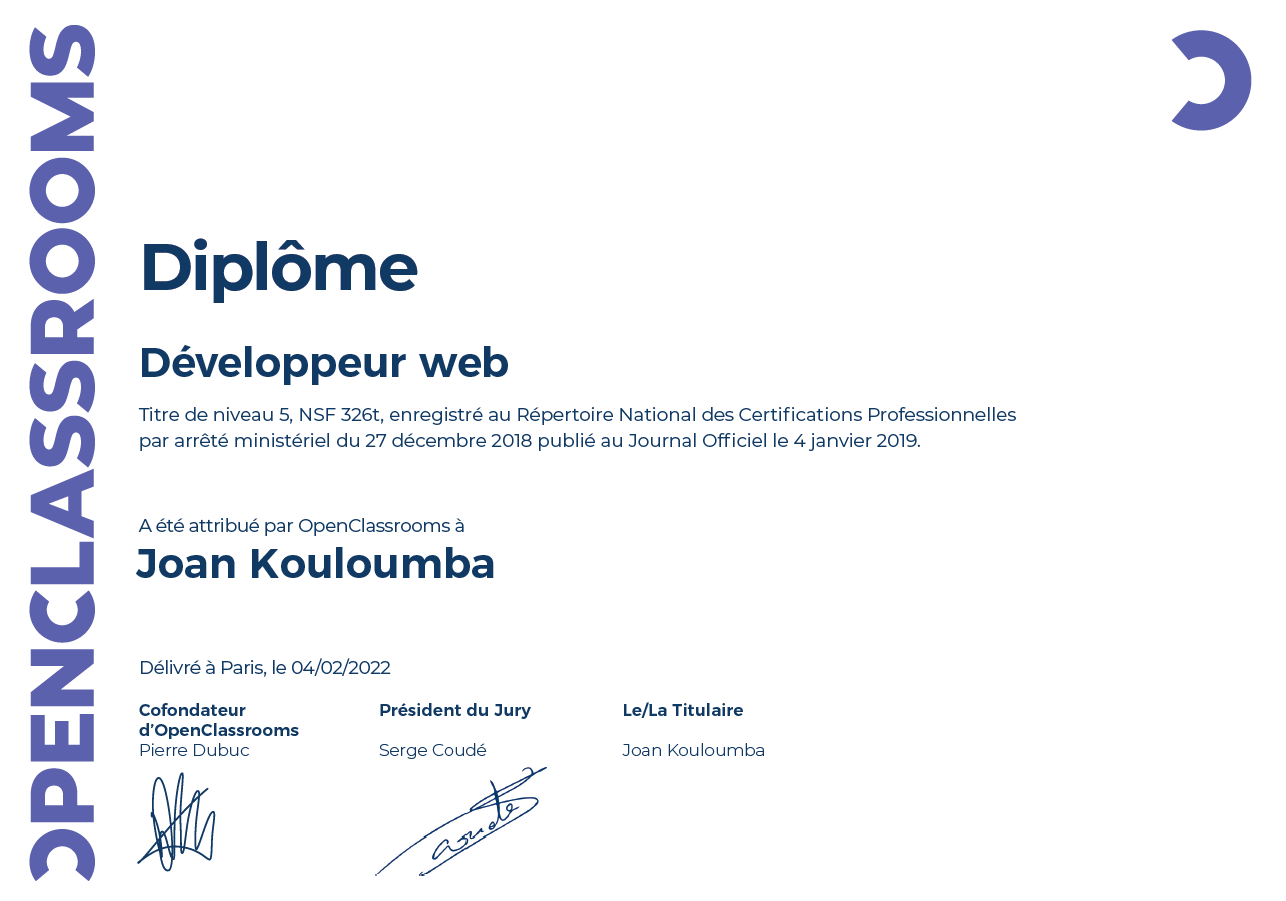 OPENCLASSROOMS
Diplôme
Développeur web
Titre de niveau 5, NSF 326t, enregistré au Répertoire National des Certifications Professionnelles
par arrêté ministériel du 27 décembre 2018 publié au Journal Officiel le 4 janvier 2019.
A été attribué par OpenClassrooms à
Joan Kouloumba
Délivré à Paris, le 04/02/2022
Cofondateur
d'OpenClassrooms
Pierre Dubuc
Président du Jury
Serge Coudé
Le/La Titulaire
Joan Kouloumba
coudé